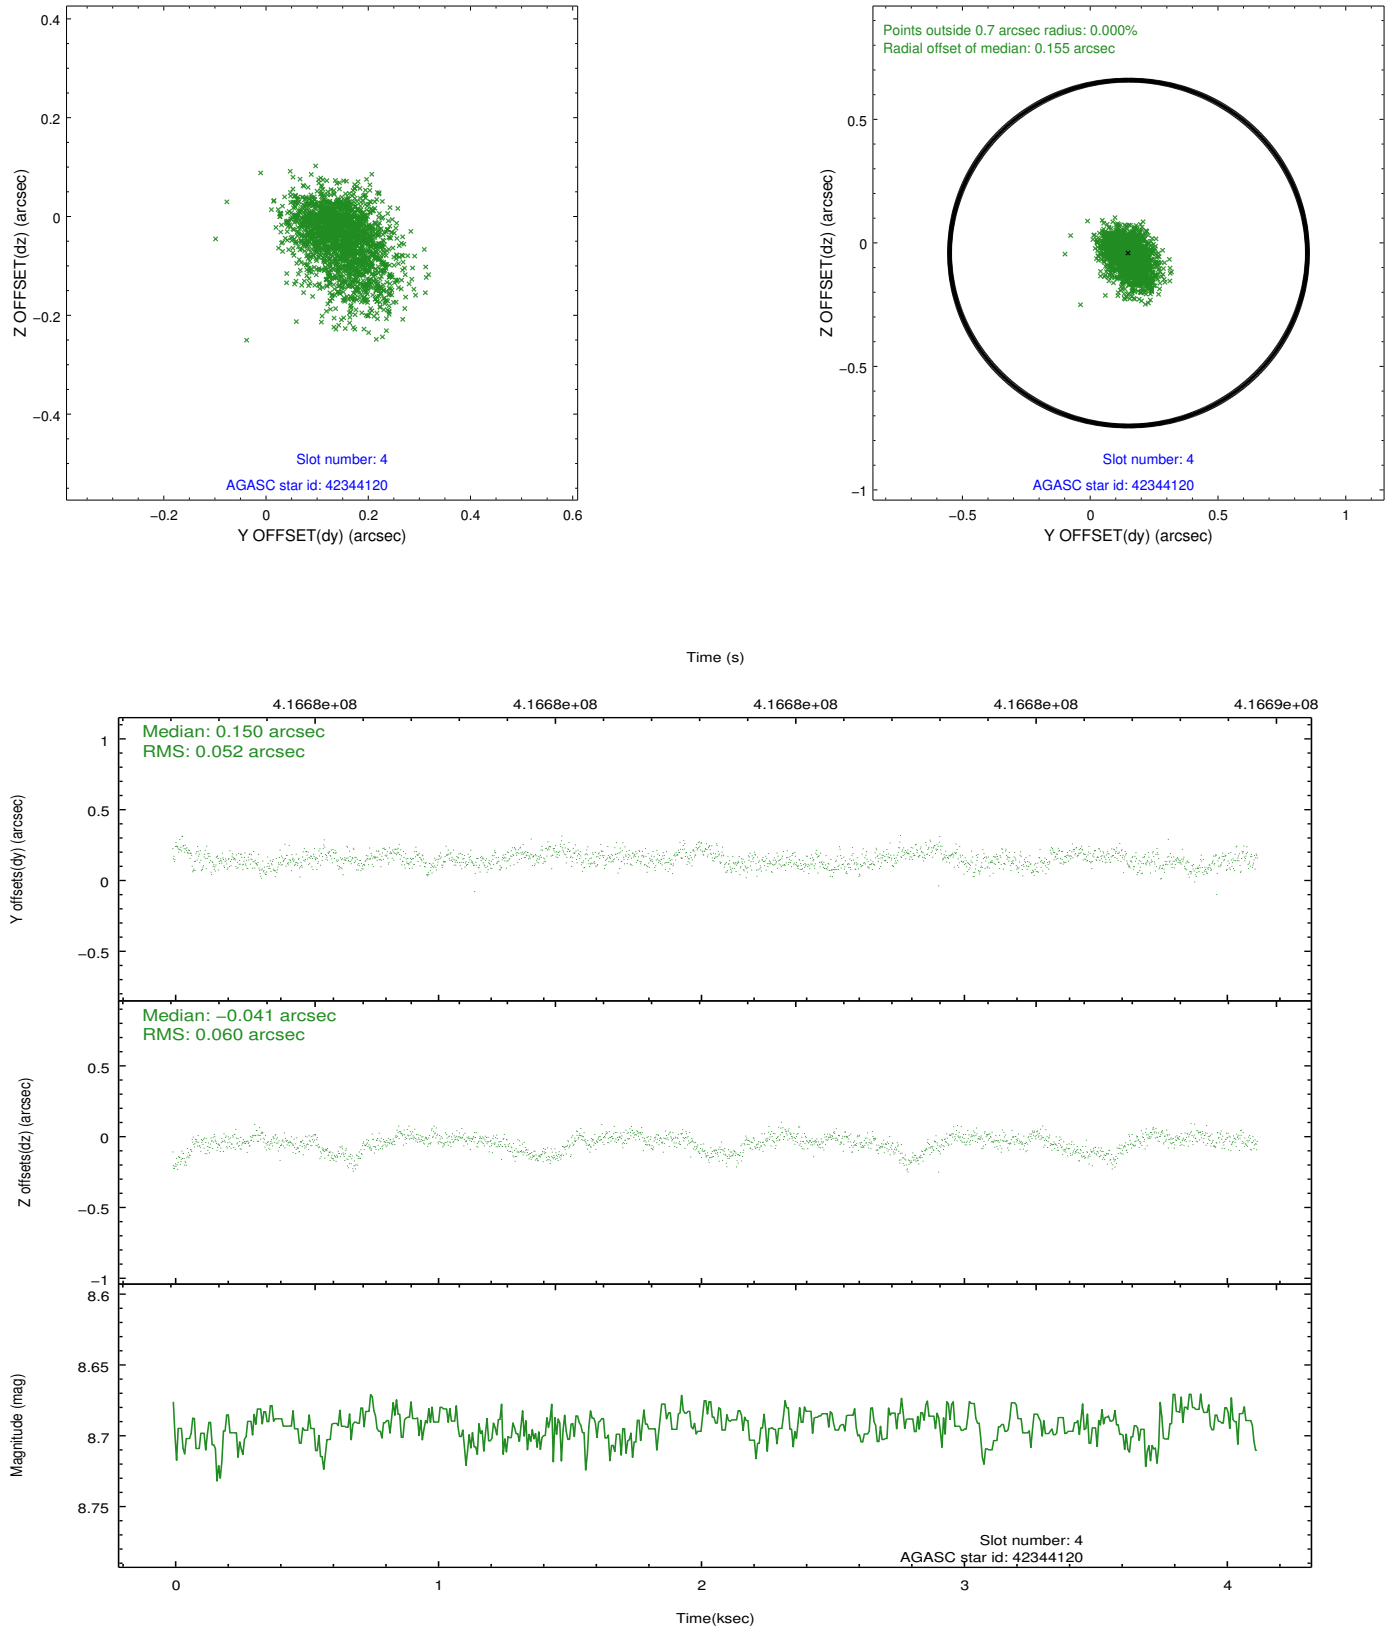 0.4
0.2
0
−0.2
−0.4
Z OFFSET(dz) (arcsec)
Slot number: 4
AGASC star id: 42344120
−0.2 0 0.2 0.4 0.6
Y OFFSET(dy) (arcsec)
Points outside 0.7 arcsec radius: 0.000%
Radial offset of median: 0.155 arcsec
0.5
0
−0.5
−1
Z OFFSET(dz) (arcsec)
Slot number: 4
AGASC star id: 42344120
−0.5 0 0.5 1
Y OFFSET(dy) (arcsec)
Time (s)
4.1668e+08 4.1668e+08 4.1668e+08 4.1668e+08 4.1669e+08
Median: 0.150 arcsec
RMS: 0.052 arcsec
1
0.5
0
−0.5
Y offsets(dy) (arcsec)
Median: −0.041 arcsec
RMS: 0.060 arcsec
0.5
0
−0.5
−1
Z offsets(dz) (arcsec)
8.6
8.65
8.7
8.75
Magnitude (mag)
Slot number: 4
AGASC star id: 42344120
0 1 2 3 4
Time(ksec)